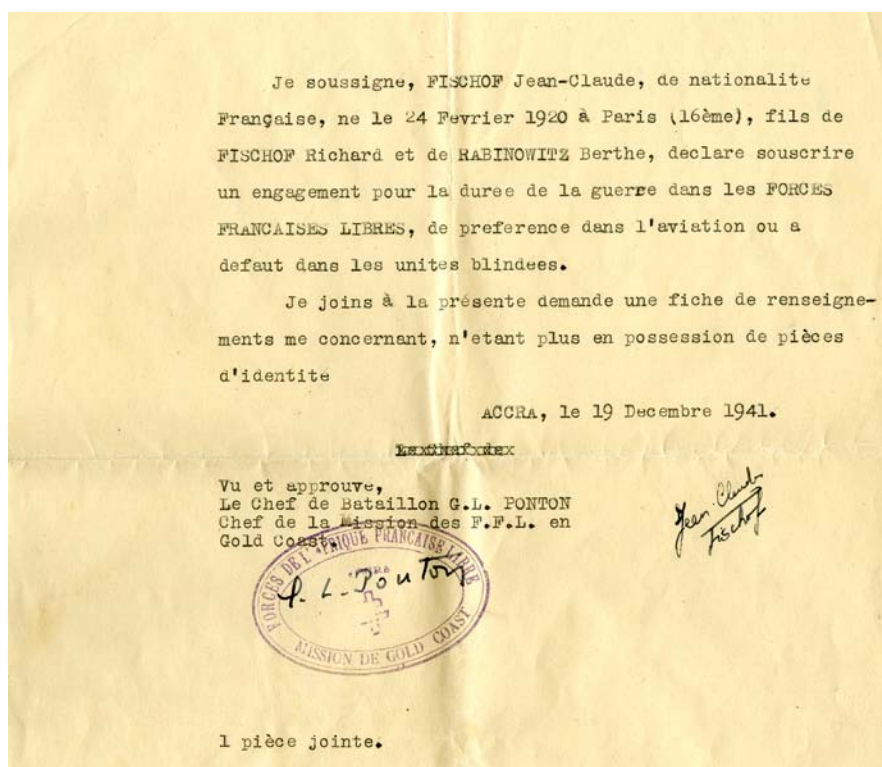 Je soussigne, FISCHOF Jean-Claude, de nationalite
Française, ne le 24 Fevrier 1920 à Paris (16ème), fils de
FISCHOF Richard et de RABINOWITZ Berthe, declare souscrire
un engagement pour la duree de la guerre dans les FORCES
FRANCAISES LIBRES, de preference dans l'aviation ou a
defaut dans les unites blindees.
Je joins à la présente demande une fiche de renseigne-
ments me concernant, n'etant plus en possession de pièces
d'identite
ACCRA, le 19 Decembre 1941.
Vu et approuve,
Le Chef de Bataillon G.L. PONTON
Chef de la Mission des F.F.L. en
Gold Coast.
Jean-Claude
Fischof
FORCES DE L'AFRIQUE FRANCAISE LIBRE
ACCRA
G. L. Ponton
MISSION DE GOLD COAST
1 pièce jointe.